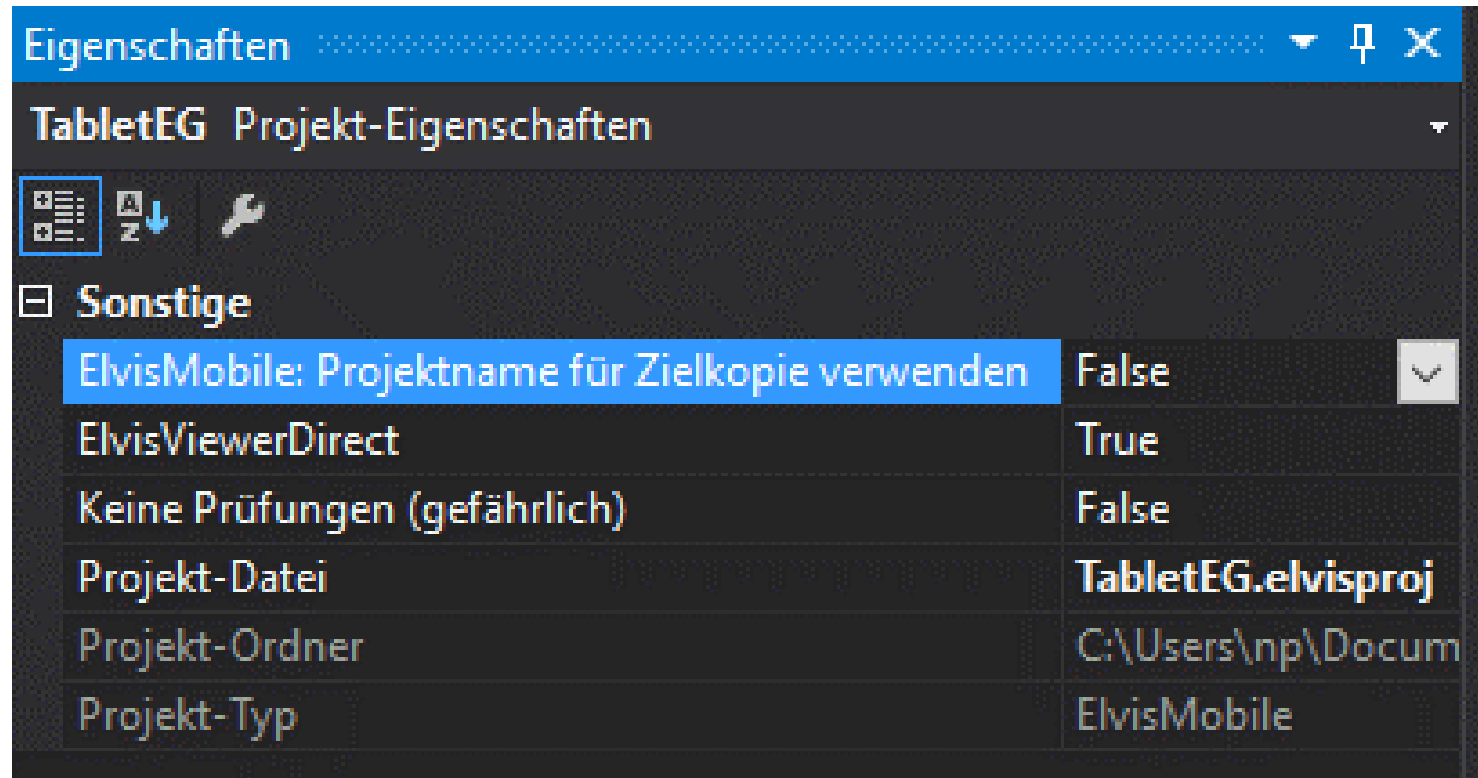 Eigenschaften
TabletEG Projekt-Eigenschaften
Sonstige
ElvisMobile: Projektname für Zielkopie verwenden False
ElvisViewerDirect True
Keine Prüfungen (gefährlich) False
Projekt-Datei TabletEG.elvisproj
Projekt-Ordner C:\Users\np\Docum
Projekt-Typ ElvisMobile